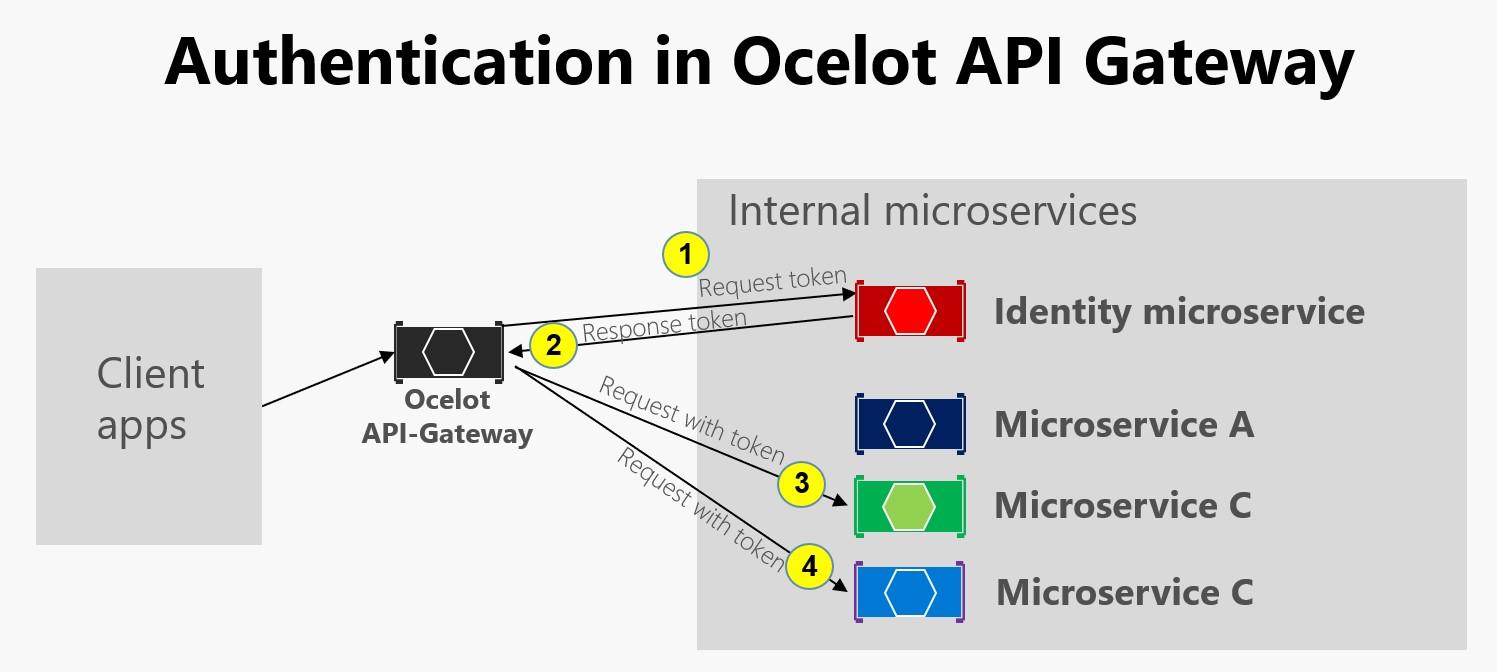 Authentication in Ocelot API Gateway
Internal microservices
1
Request token
Identity microservice
2
Response token
Client
apps
Ocelot
API-Gateway
Request with token
Microservice A
3
Microservice C
Request with token
4
Microservice C